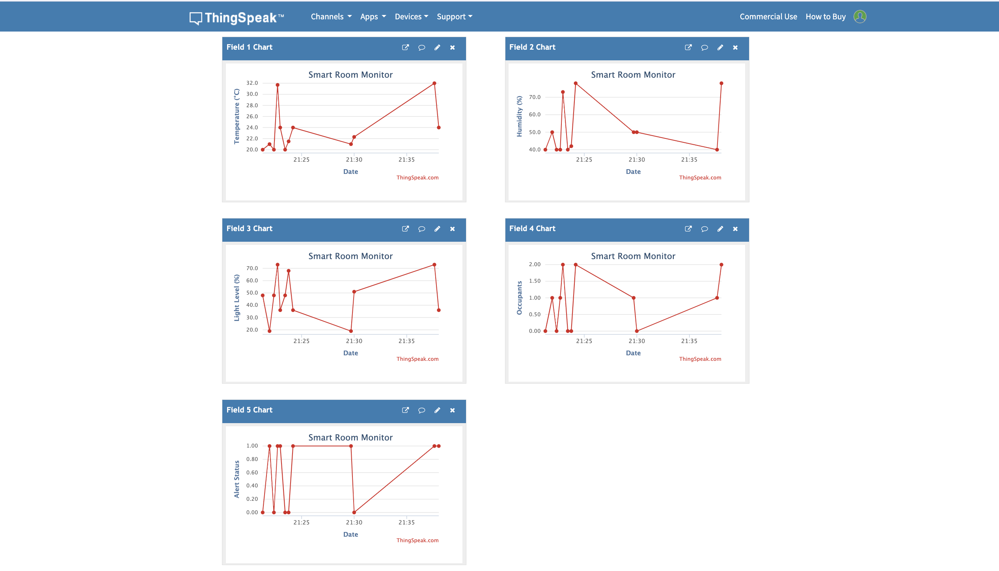 ThingSpeak™ Channels Apps Devices Support Commercial Use How to Buy
Field 1 Chart
Smart Room Monitor
Temperature (°C)
32.0
30.0
28.0
26.0
24.0
22.0
20.0
21:25 21:30 21:35
Date
ThingSpeak.com
Field 2 Chart
Smart Room Monitor
Humidity (%)
70.0
60.0
50.0
40.0
21:25 21:30 21:35
Date
ThingSpeak.com
Field 3 Chart
Smart Room Monitor
Light Level (%)
70.0
60.0
50.0
40.0
30.0
20.0
21:25 21:30 21:35
Date
ThingSpeak.com
Field 4 Chart
Smart Room Monitor
Occupants
2.00
1.50
1.00
0.50
0.00
21:25 21:30 21:35
Date
ThingSpeak.com
Field 5 Chart
Smart Room Monitor
Alert Status
1.00
0.80
0.60
0.40
0.20
0.00
21:25 21:30 21:35
Date
ThingSpeak.com